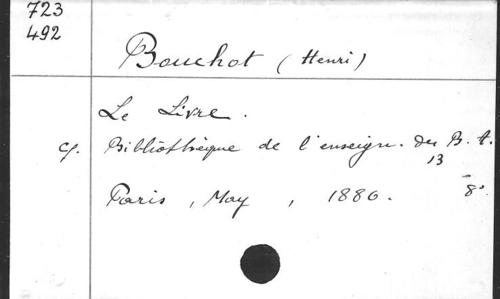 723
492
Bouchot (Henri)
Le Livre.
Cf. Bibliothèque de l'enseign. des B. A.
13
Paris, May, 1886. 8°